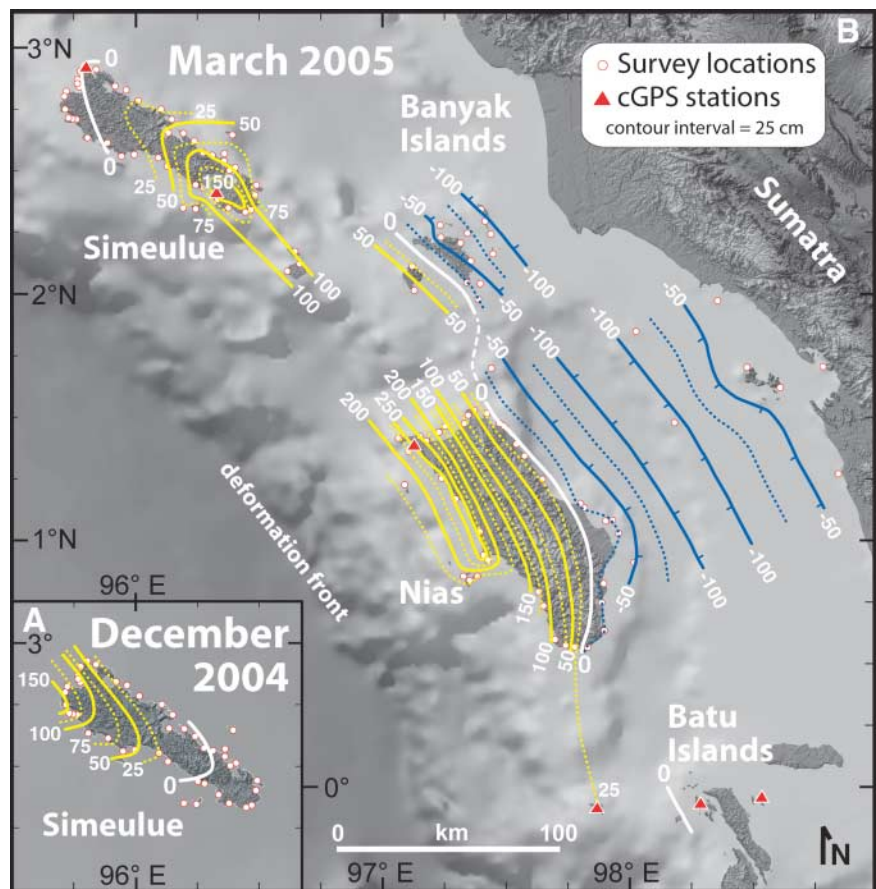 B
3°N
March 2005
Survey locations
cGPS stations
contour interval = 25 cm
Banyak
Islands
Sumatra
0
0
25
50
25
50
75
150
75
100
100
Simeulue
2°N
0
50
50
-50
-100
-50
-100
-50
-100
-100
-50
-50
-100
-100
-50
0
50
100
150
200
250
200
deformation front
1°N
Nias
150
100
50
0
96° E
A
December
2004
3°
150
100
75
50
25
0
Simeulue
96° E
Batu
Islands
0
25
0°
0 km 100
97° E
98° E
N